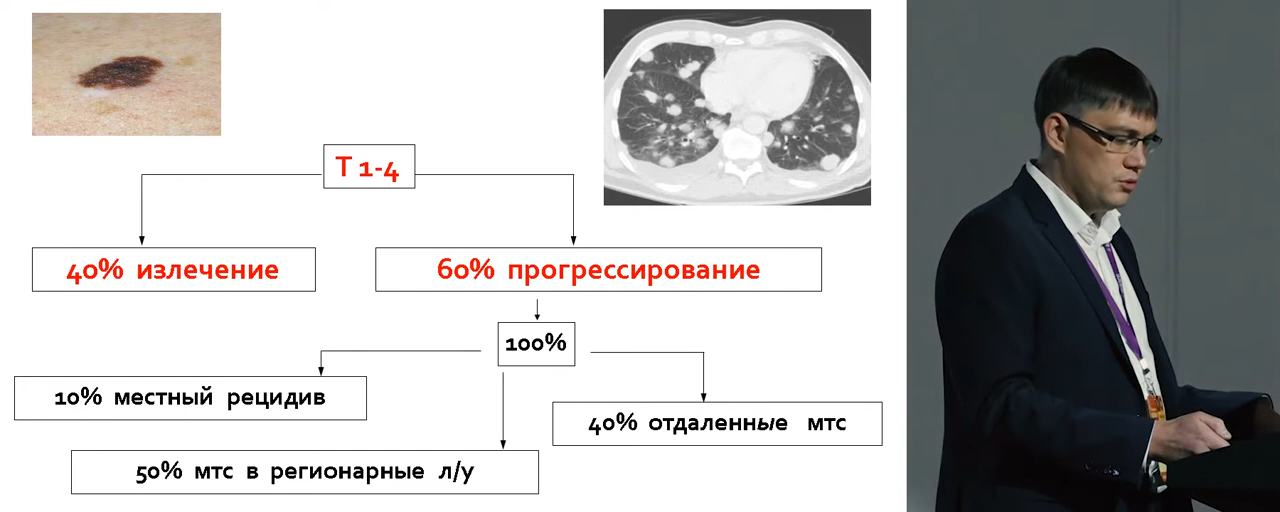 T 1-4
40% излечение
60% прогрессирование
100%
10% местный рецидив
40% отдаленные мтс
50% мтс в регионарные л/у